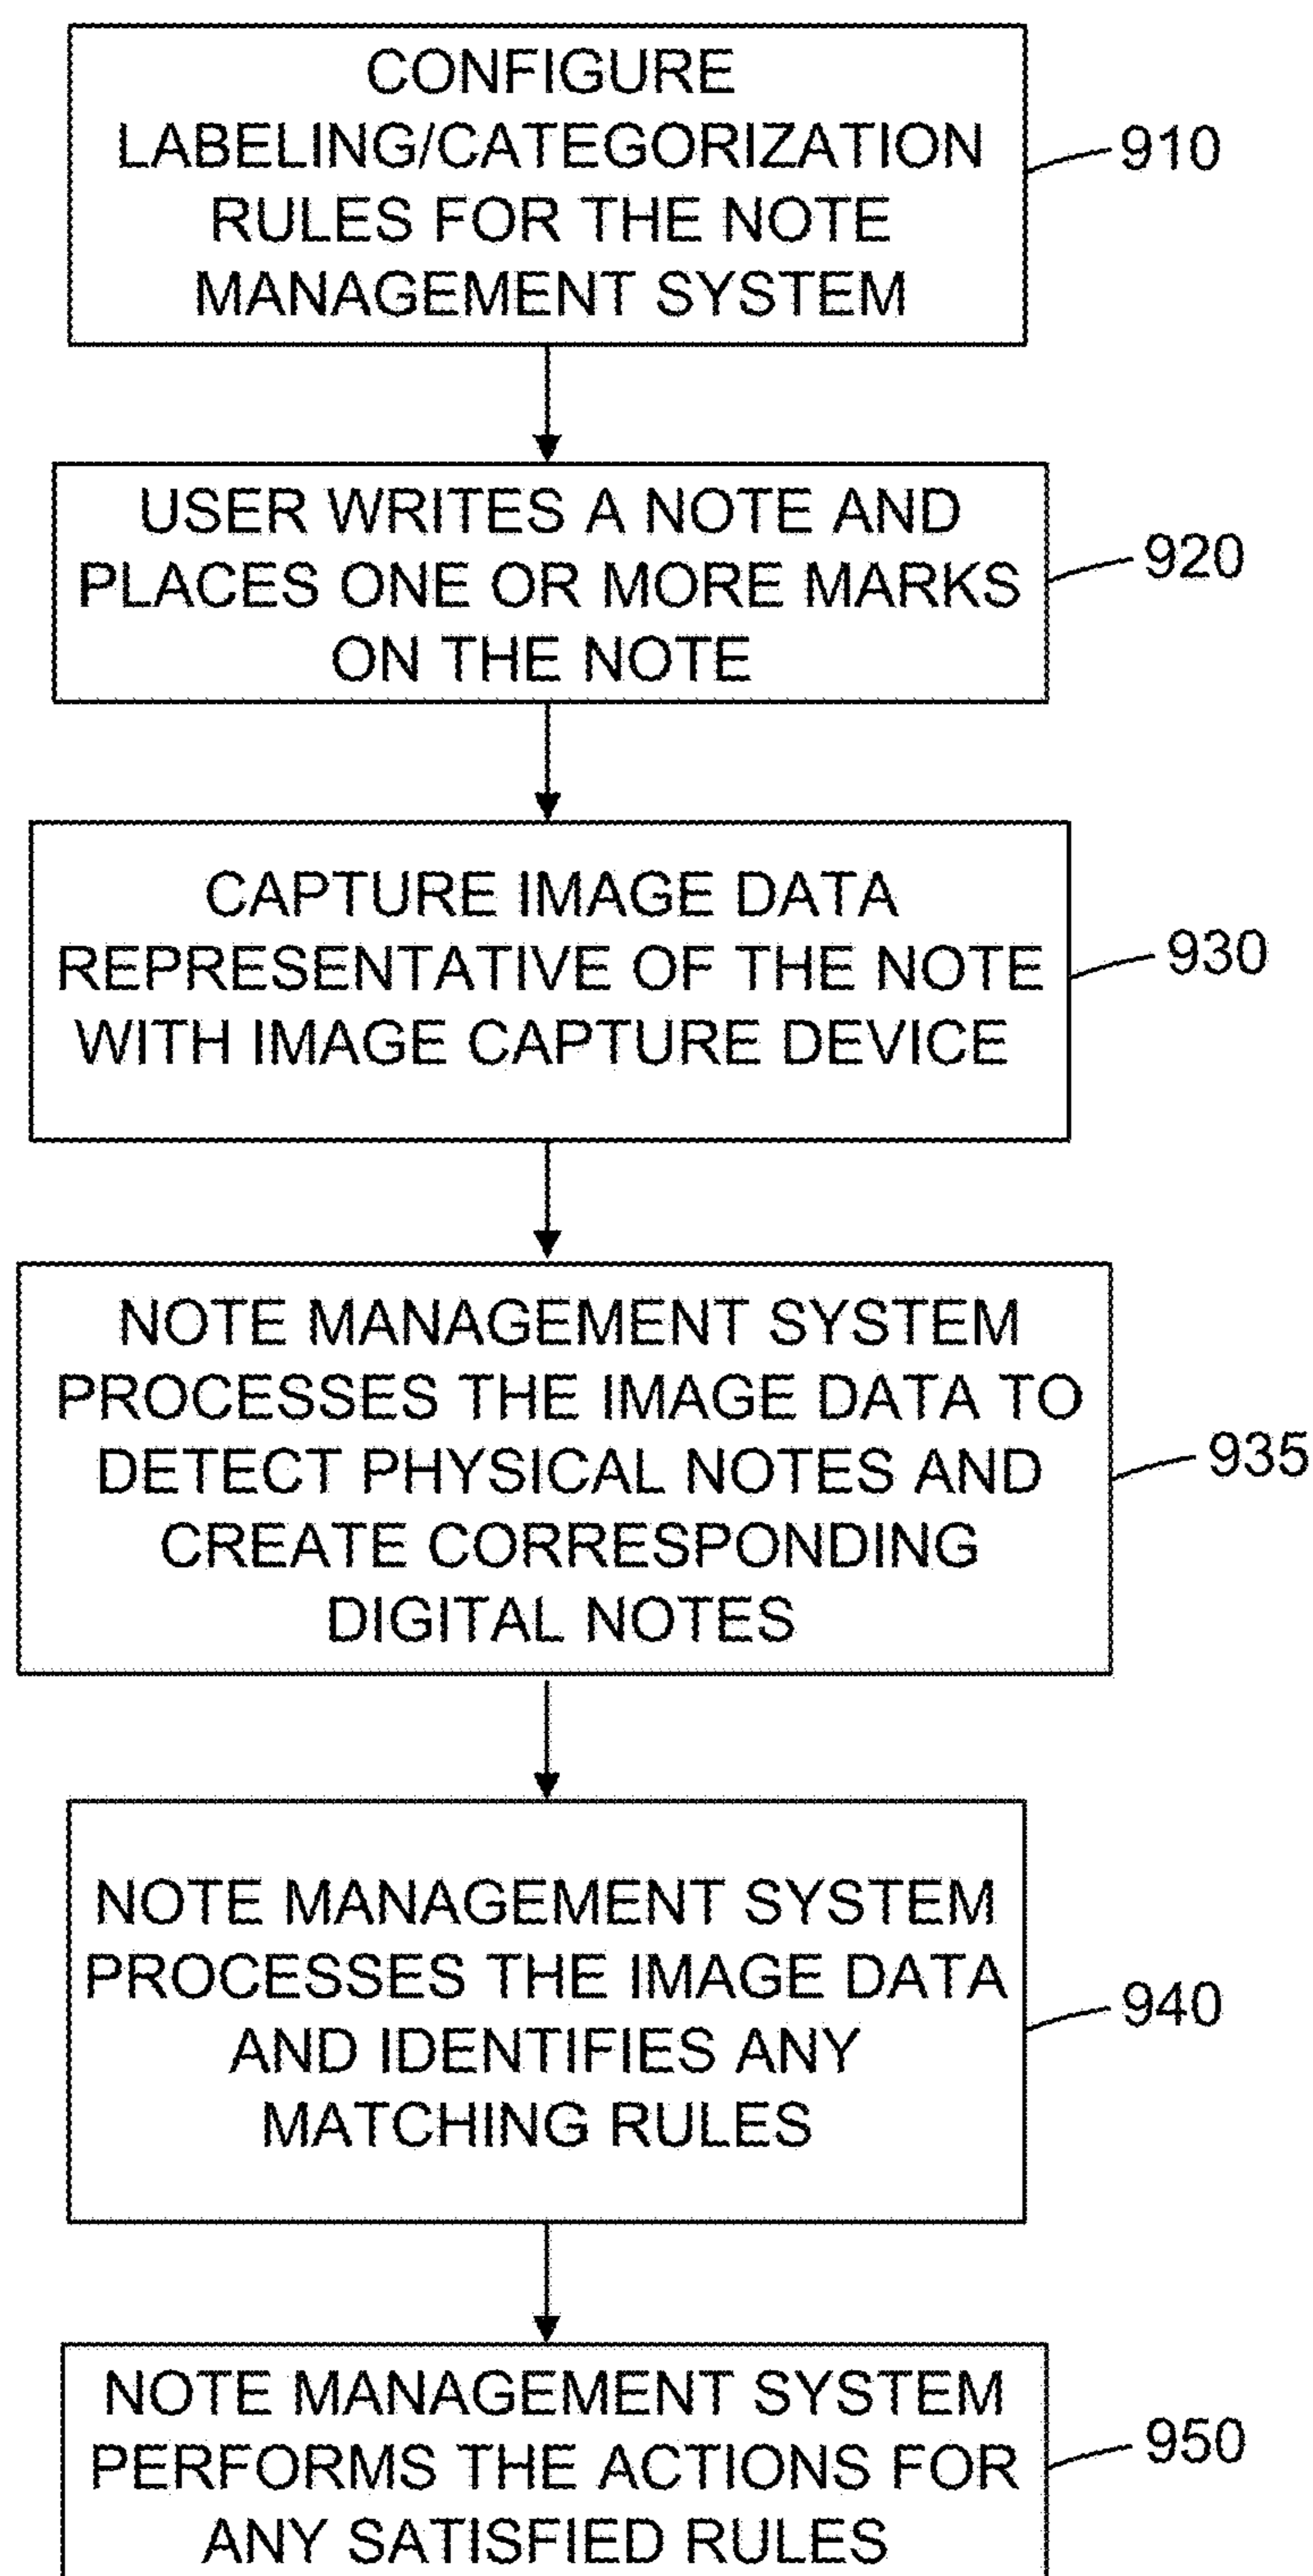 CONFIGURE
LABELING/CATEGORIZATION
RULES FOR THE NOTE
MANAGEMENT SYSTEM
910
USER WRITES A NOTE AND
PLACES ONE OR MORE MARKS
ON THE NOTE
920
CAPTURE IMAGE DATA
REPRESENTATIVE OF THE NOTE
WITH IMAGE CAPTURE DEVICE
930
NOTE MANAGEMENT SYSTEM
PROCESSES THE IMAGE DATA TO
DETECT PHYSICAL NOTES AND
CREATE CORRESPONDING
DIGITAL NOTES
935
NOTE MANAGEMENT SYSTEM
PROCESSES THE IMAGE DATA
AND IDENTIFIES ANY
MATCHING RULES
940
NOTE MANAGEMENT SYSTEM
PERFORMS THE ACTIONS FOR
ANY SATISFIED RULES
950